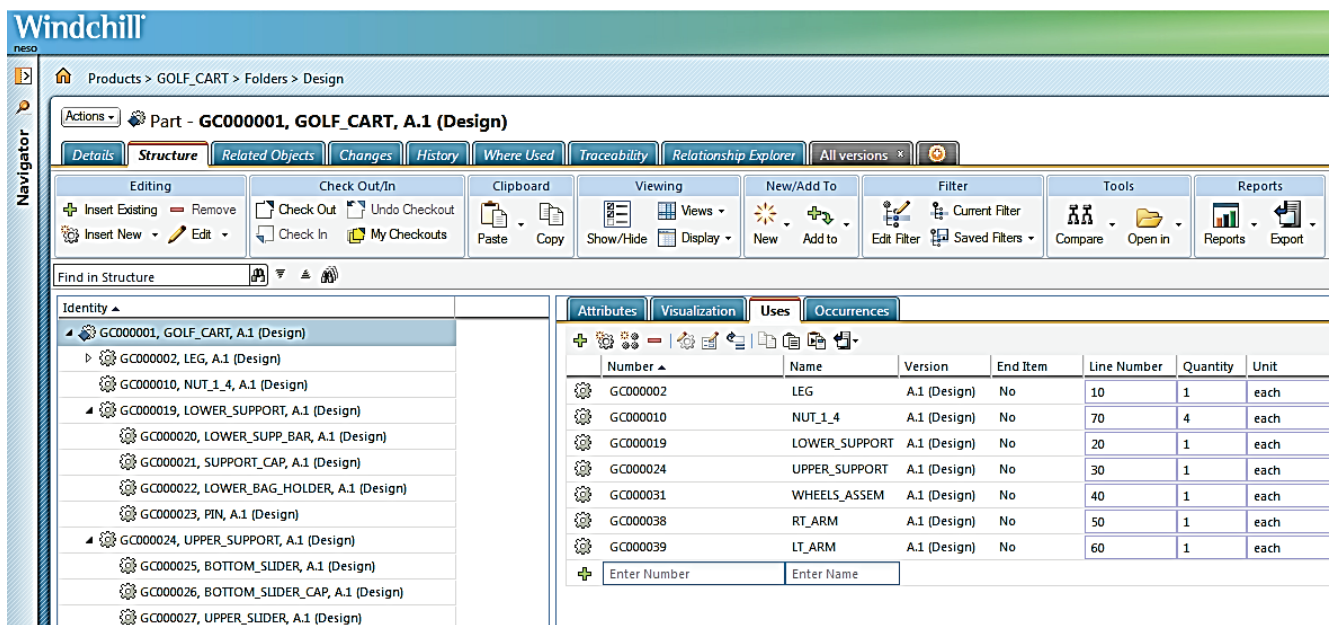 Windchill
neso
Navigator
Products > GOLF_CART > Folders > Design
Actions Part - GC000001, GOLF_CART, A.1 (Design)
Details Structure Related Objects Changes History Where Used Traceability Relationship Explorer All versions x
Editing Check Out/In Clipboard Viewing New/Add To Filter Tools Reports
Insert Existing Remove Check Out Undo Checkout Views Current Filter
Insert New Edit Check In My Checkouts Paste Copy Show/Hide Display New Add to Edit Filter Saved Filters Compare Open in Reports Export
Find in Structure
Identity
GC000001, GOLF_CART, A.1 (Design)
GC000002, LEG, A.1 (Design)
GC000010, NUT_1_4, A.1 (Design)
GC000019, LOWER_SUPPORT, A.1 (Design)
GC000020, LOWER_SUPP_BAR, A.1 (Design)
GC000021, SUPPORT_CAP, A.1 (Design)
GC000022, LOWER_BAG_HOLDER, A.1 (Design)
GC000023, PIN, A.1 (Design)
GC000024, UPPER_SUPPORT, A.1 (Design)
GC000025, BOTTOM_SLIDER, A.1 (Design)
GC000026, BOTTOM_SLIDER_CAP, A.1 (Design)
GC000027, UPPER_SLIDER, A.1 (Design)
Attributes Visualization Uses Occurrences
Number Name Version End Item Line Number Quantity Unit
GC000002 LEG A.1 (Design) No 10 1 each
GC000010 NUT_1_4 A.1 (Design) No 70 4 each
GC000019 LOWER_SUPPORT A.1 (Design) No 20 1 each
GC000024 UPPER_SUPPORT A.1 (Design) No 30 1 each
GC000031 WHEELS_ASSEM A.1 (Design) No 40 1 each
GC000038 RT_ARM A.1 (Design) No 50 1 each
GC000039 LT_ARM A.1 (Design) No 60 1 each
Enter Number Enter Name